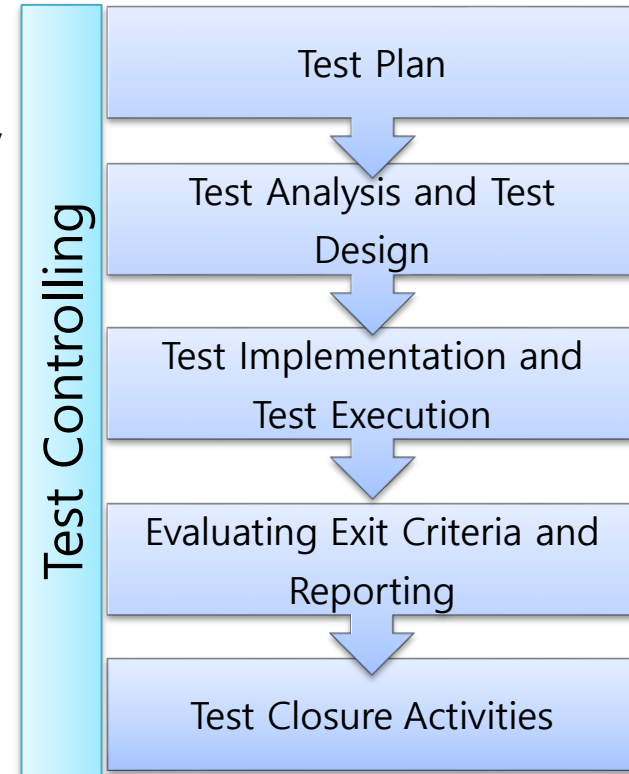 Test Controlling
Test Plan
Test Analysis and Test
Design
Test Implementation and
Test Execution
Evaluating Exit Criteria and
Reporting
Test Closure Activities